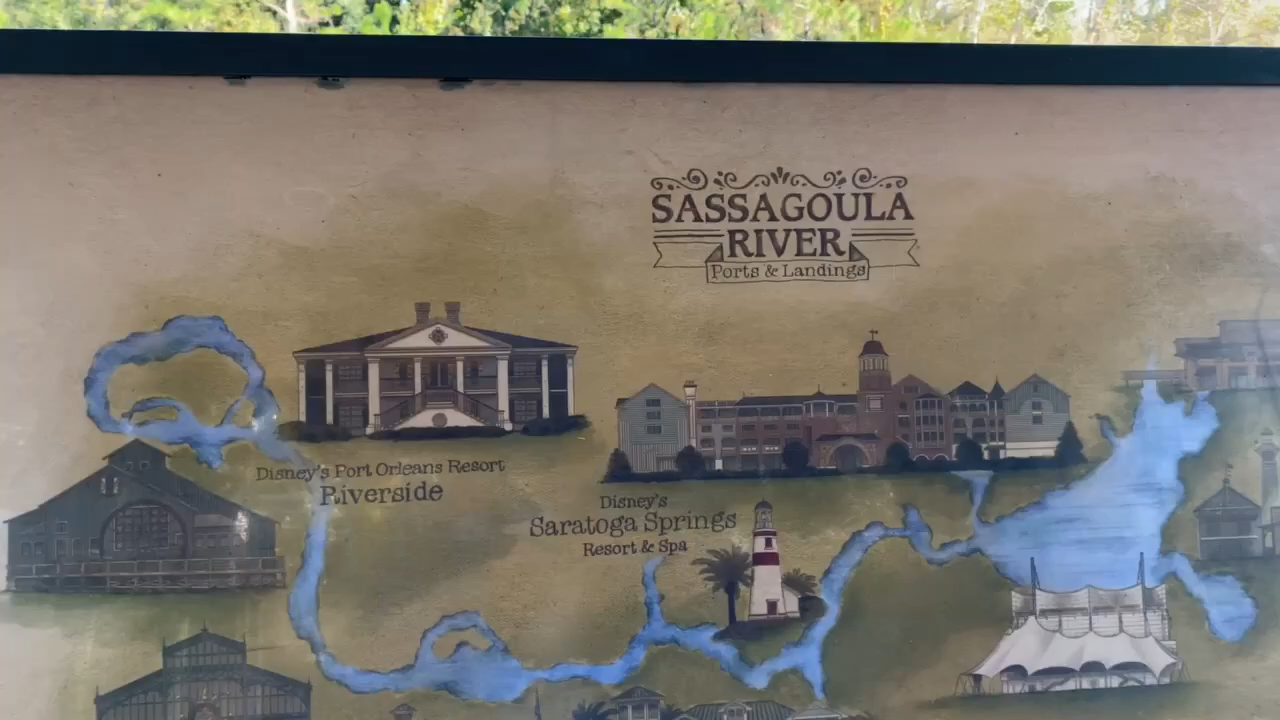 SASSAGOULA
RIVER
Ports & Landings
Disney's Port Orleans Resort
Riverside
Disney's
Saratoga Springs
Resort & Spa